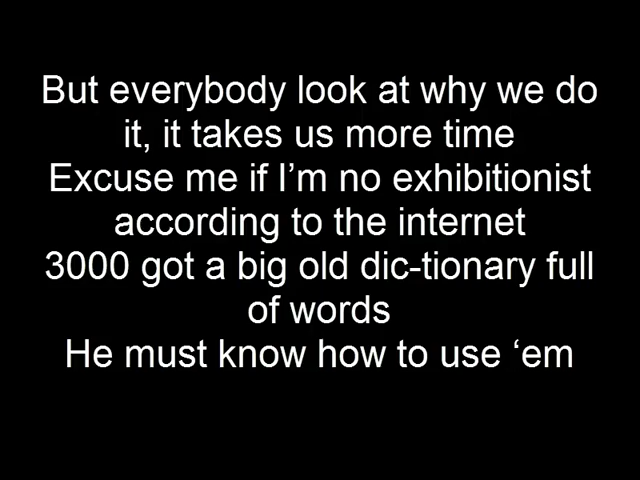 But everybody look at why we do
it, it takes us more time
Excuse me if I’m no exhibitionist
according to the internet
3000 got a big old dic-tionary full
of words
He must know how to use ‘em